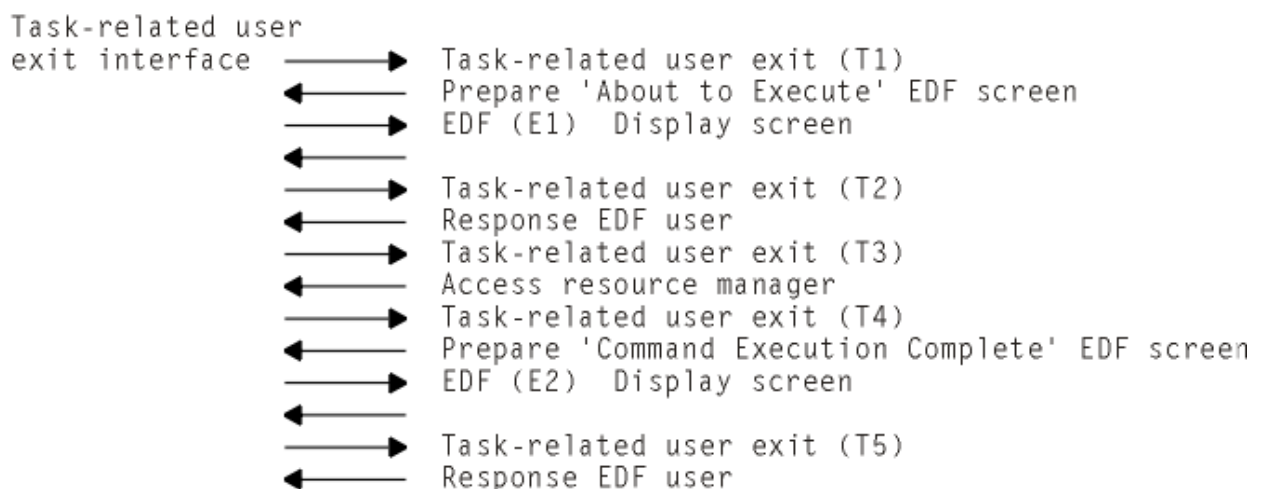 Task-related user
exit interface Task-related user exit (T1)
Prepare 'About to Execute' EDF screen
EDF (E1) Display screen
Task-related user exit (T2)
Response EDF user
Task-related user exit (T3)
Access resource manager
Task-related user exit (T4)
Prepare 'Command Execution Complete' EDF screen
EDF (E2) Display screen
Task-related user exit (T5)
Response EDF user